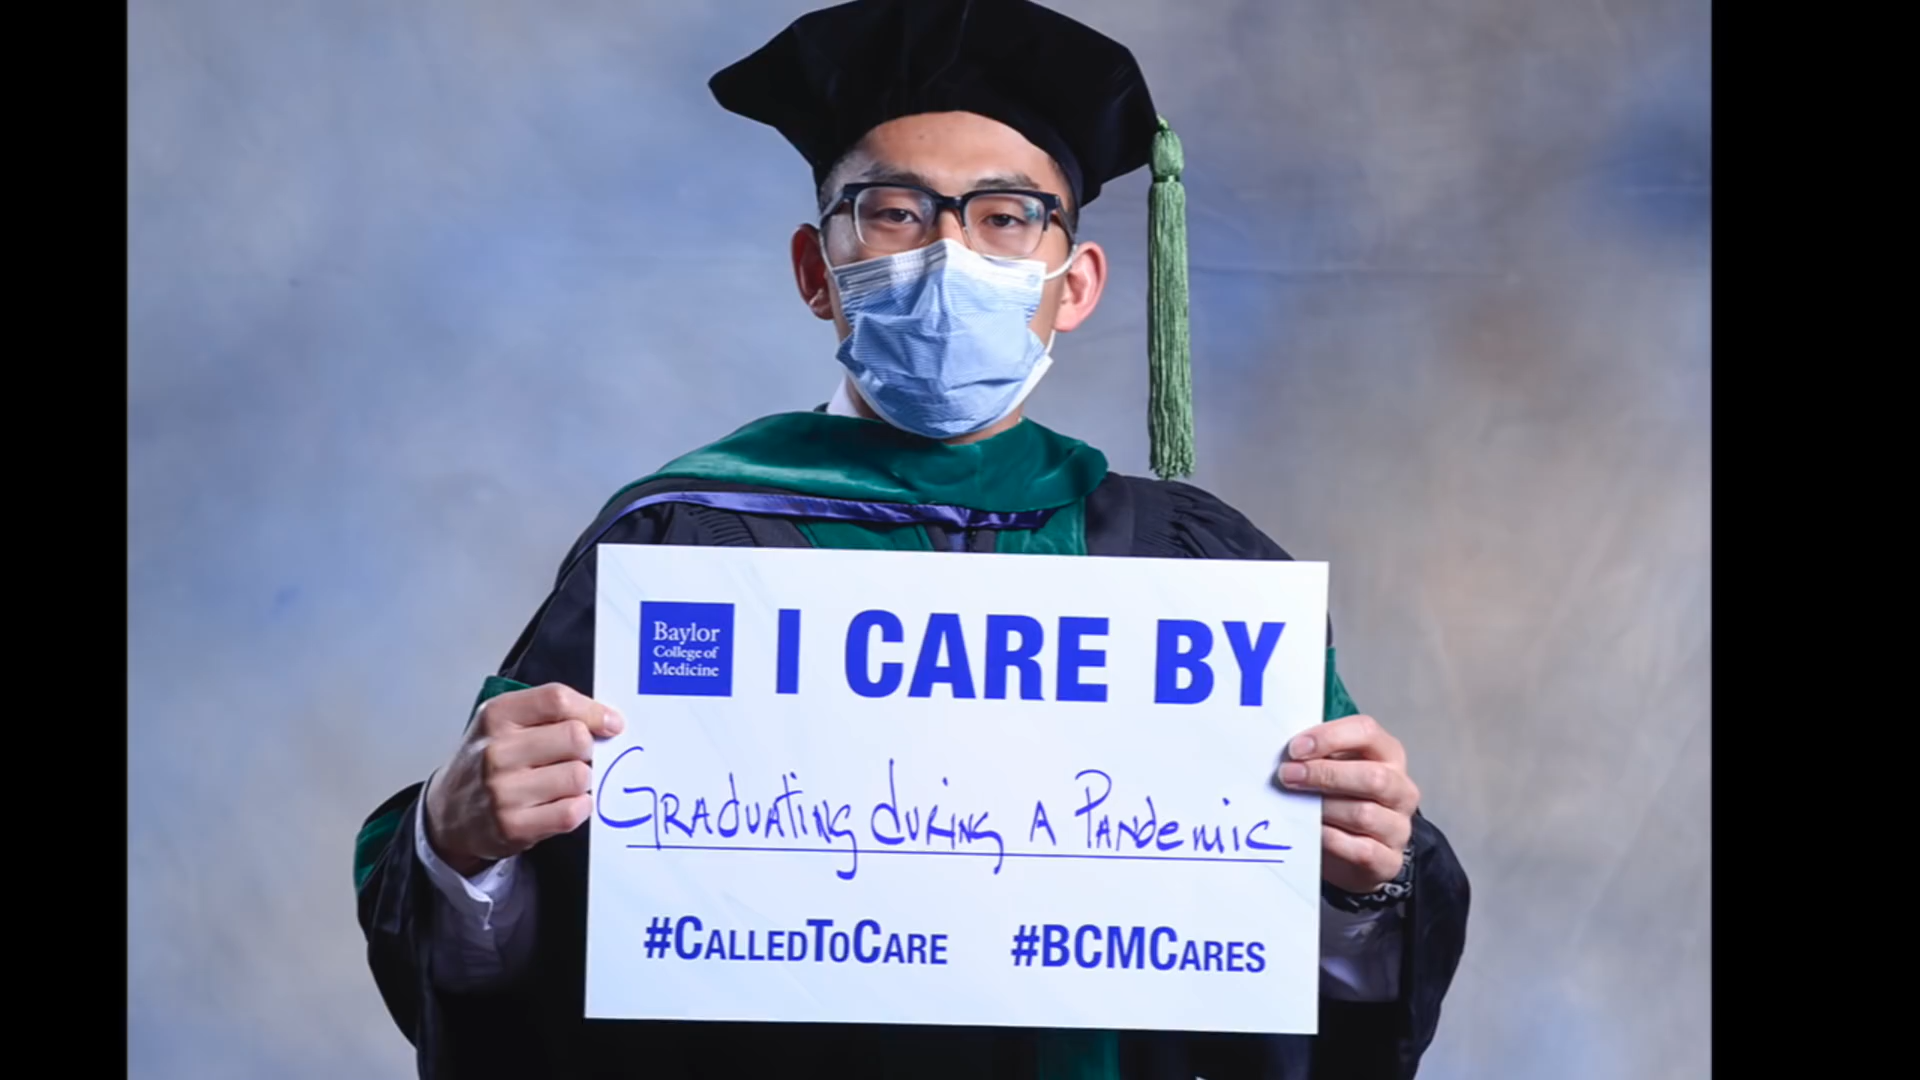 Baylor
College of
Medicine
I CARE BY
Graduating during a Pandemic
#CALLEDTOCARE #BCMCARES